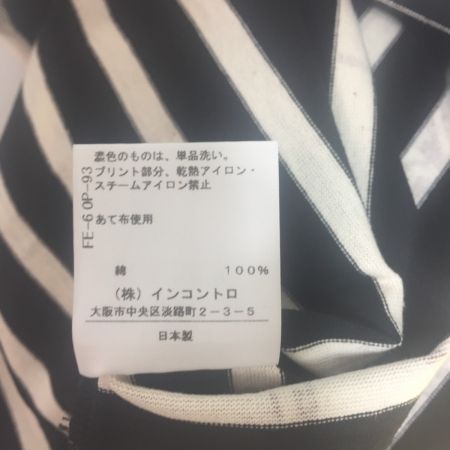 濃色のものは、単品洗い。
プリント部分、乾熱アイロン・
スチームアイロン禁止
あて布使用
綿 100%
(株)インコントロ
大阪市中央区淡路町2-3-5
日本製
FE-6 0P-93